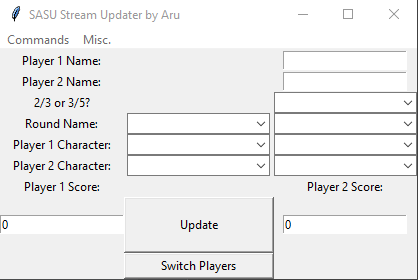 SASU Stream Updater by Aru
Commands Misc.
Player 1 Name:
Player 2 Name:
2/3 or 3/5?
Round Name:
Player 1 Character:
Player 2 Character:
Player 1 Score: Player 2 Score:
0 Update 0
Switch Players